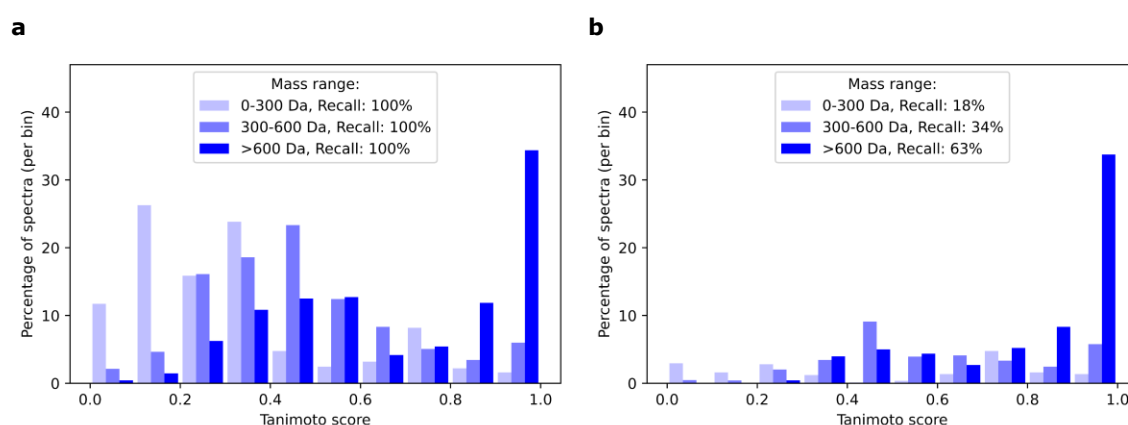 a
Mass range:
0-300 Da, Recall: 100%
300-600 Da, Recall: 100%
>600 Da, Recall: 100%
Percentage of spectra (per bin)
40
30
20
10
0
0.0 0.2 0.4 0.6 0.8 1.0
Tanimoto score
b
Mass range:
0-300 Da, Recall: 18%
300-600 Da, Recall: 34%
>600 Da, Recall: 63%
Percentage of spectra (per bin)
40
30
20
10
0
0.0 0.2 0.4 0.6 0.8 1.0
Tanimoto score